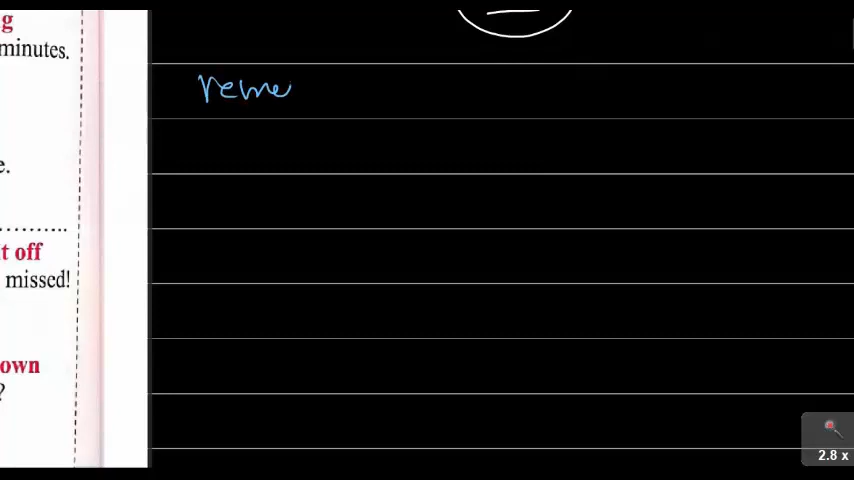 g
minutes.
reme
e.
..........
t off
missed!
own
?
2.8 x